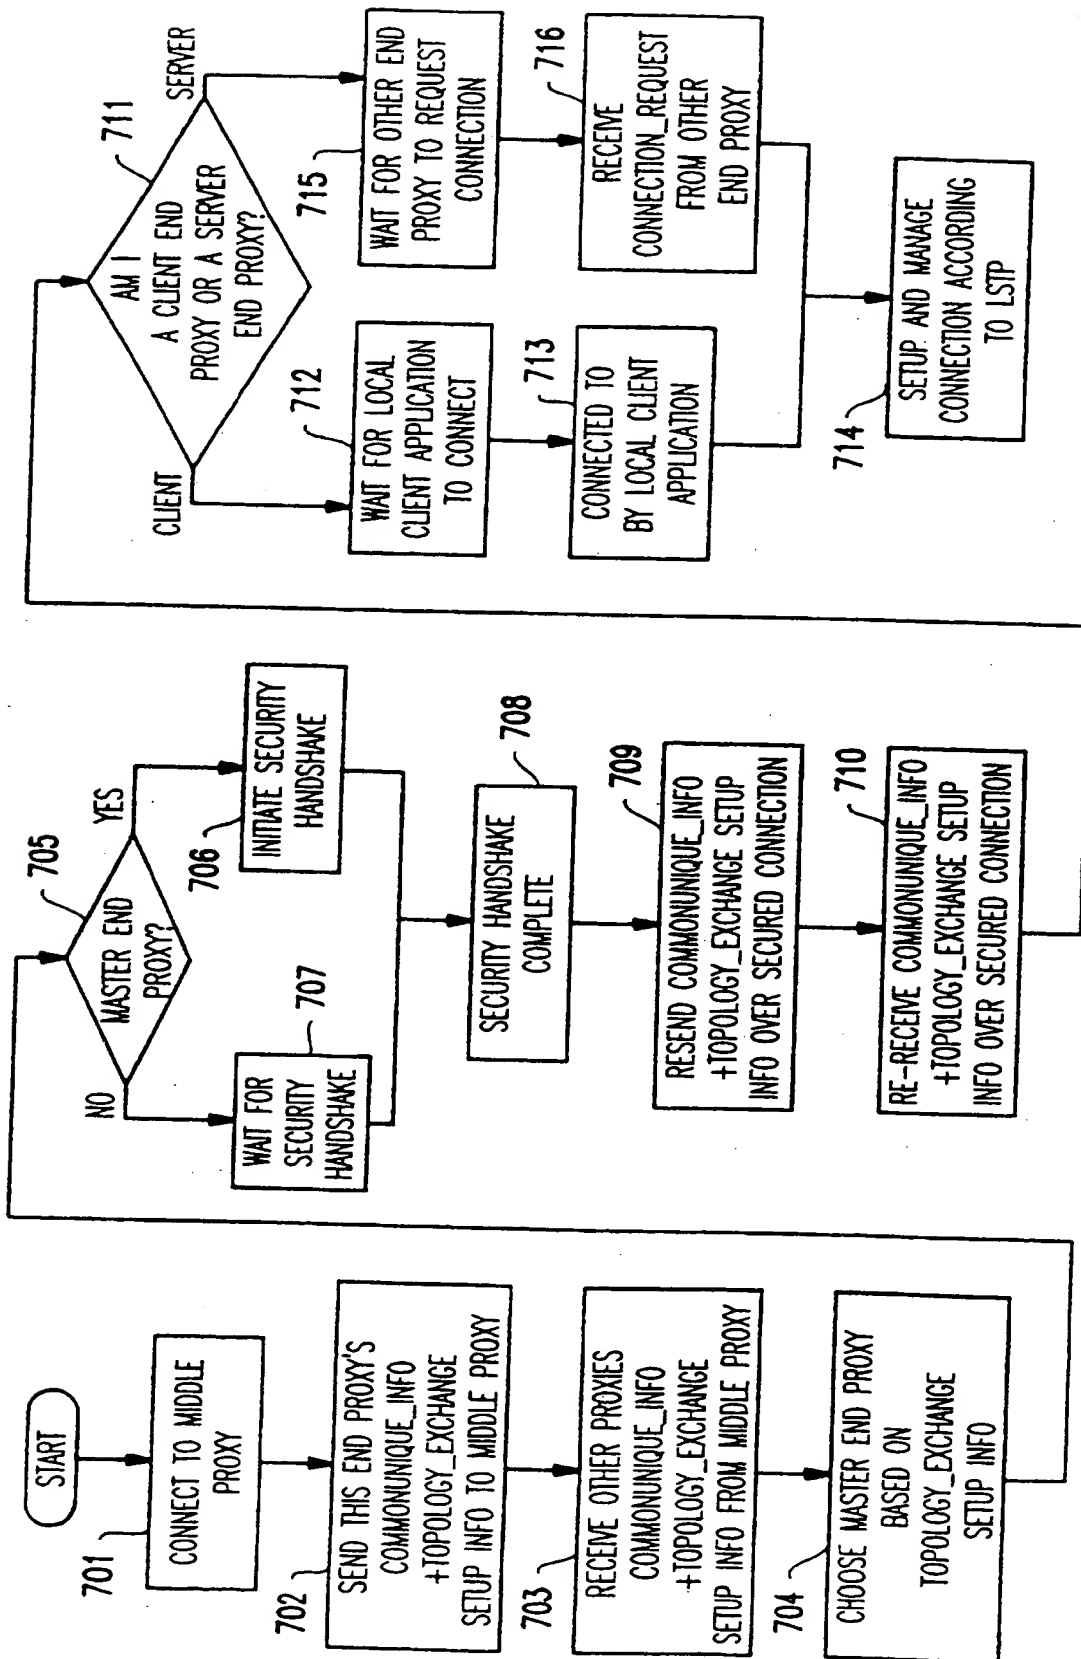 START
701
CONNECT TO MIDDLE
PROXY
702
SEND THIS END PROXY'S
COMMONUNIQUE_INFO
+TOPOLOGY_EXCHANGE
SETUP INFO TO MIDDLE PROXY
703
RECEIVE OTHER PROXIES
COMMONUNIQUE_INFO
+TOPOLOGY_EXCHANGE
SETUP INFO FROM MIDDLE PROXY
704
CHOOSE MASTER END PROXY
BASED ON
TOPOLOGY_EXCHANGE
SETUP INFO
705
MASTER END
PROXY?
NO
YES
707
WAIT FOR
SECURITY
HANDSHAKE
706
INITIATE SECURITY
HANDSHAKE
708
SECURITY HANDSHAKE
COMPLETE
709
RESEND COMMONUNIQUE_INFO
+TOPOLOGY_EXCHANGE SETUP
INFO OVER SECURED CONNECTION
710
RE-RECEIVE COMMONUNIQUE_INFO
+TOPOLOGY_EXCHANGE SETUP
INFO OVER SECURED CONNECTION
711
AM I
A CLIENT END
PROXY OR A SERVER
END PROXY?
CLIENT
SERVER
712
WAIT FOR LOCAL
CLIENT APPLICATION
TO CONNECT
713
CONNECTED TO
BY LOCAL CLIENT
APPLICATION
715
WAIT FOR OTHER END
PROXY TO REQUEST
CONNECTION
716
RECEIVE
CONNECTION_REQUEST
FROM OTHER
END PROXY
714
SETUP AND MANAGE
CONNECTION ACCORDING
TO LSTP